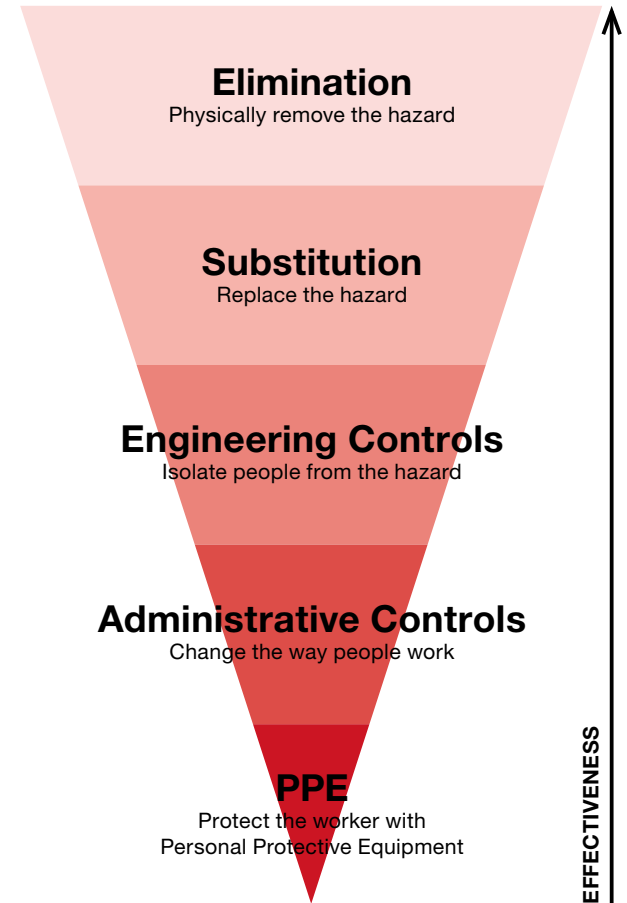 Elimination
Physically remove the hazard
Substitution
Replace the hazard
Engineering Controls
Isolate people from the hazard
Administrative Controls
Change the way people work
PPE
Protect the worker with
Personal Protective Equipment
EFFECTIVENESS